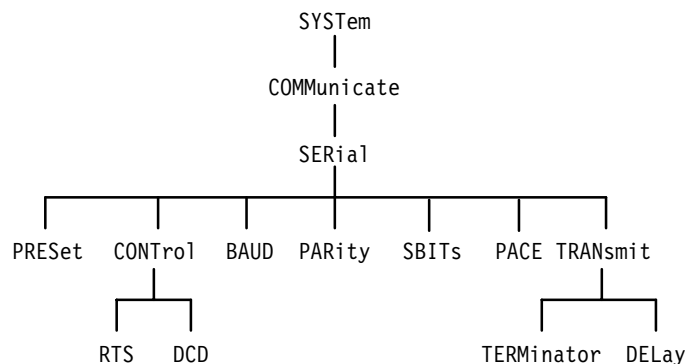 SYSTem
COMMunicate
SERial
PRESet CONTrol BAUD PARity SBITs PACE TRANsmit
RTS DCD TERMinator DELay